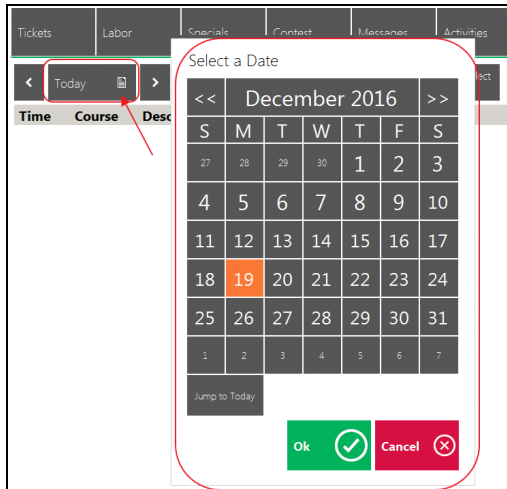 Tickets Labor Specials Contest Messages Activities
Select a Date
< Today >
<< December 2016 >>
Time Course Desc
S M T W T F S
27 28 29 30 1 2 3
4 5 6 7 8 9 10
11 12 13 14 15 16 17
18 19 20 21 22 23 24
25 26 27 28 29 30 31
1 2 3 4 5 6 7
Jump to Today
Ok Cancel